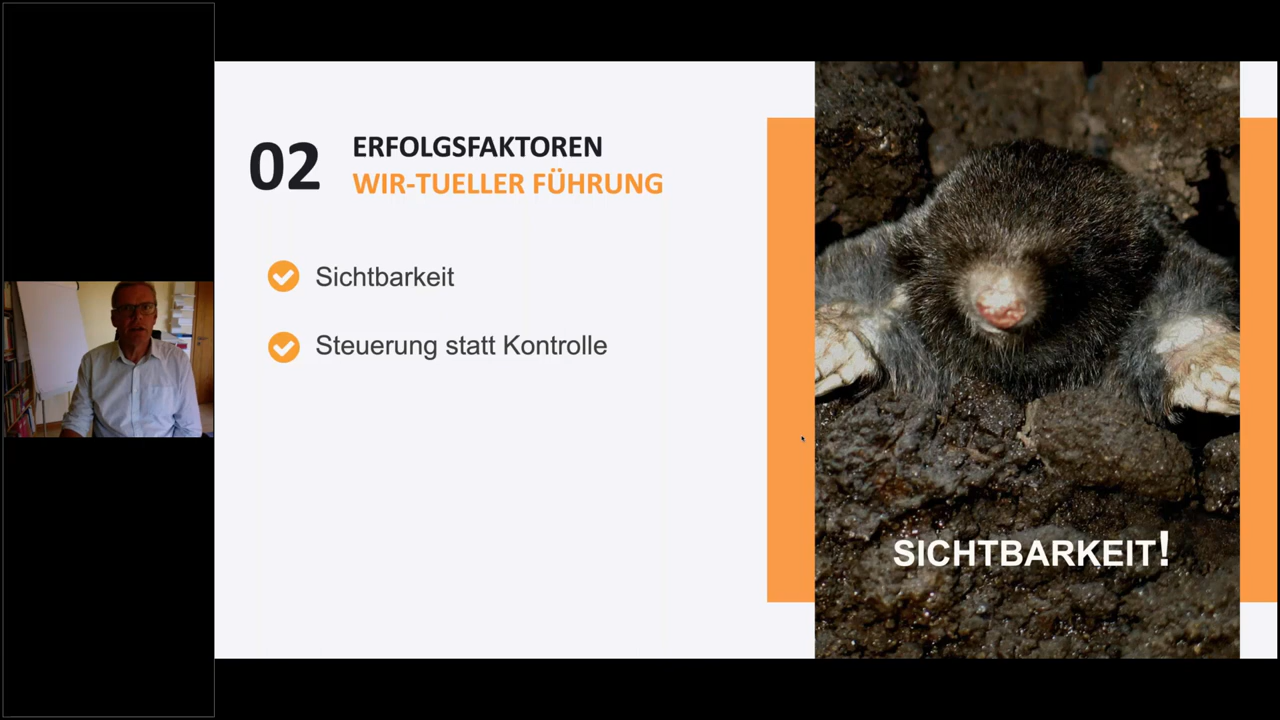 02
ERFOLGSFAKTOREN
WIR-TUELLER FÜHRUNG
Sichtbarkeit
Steuerung statt Kontrolle
SICHTBARKEIT!